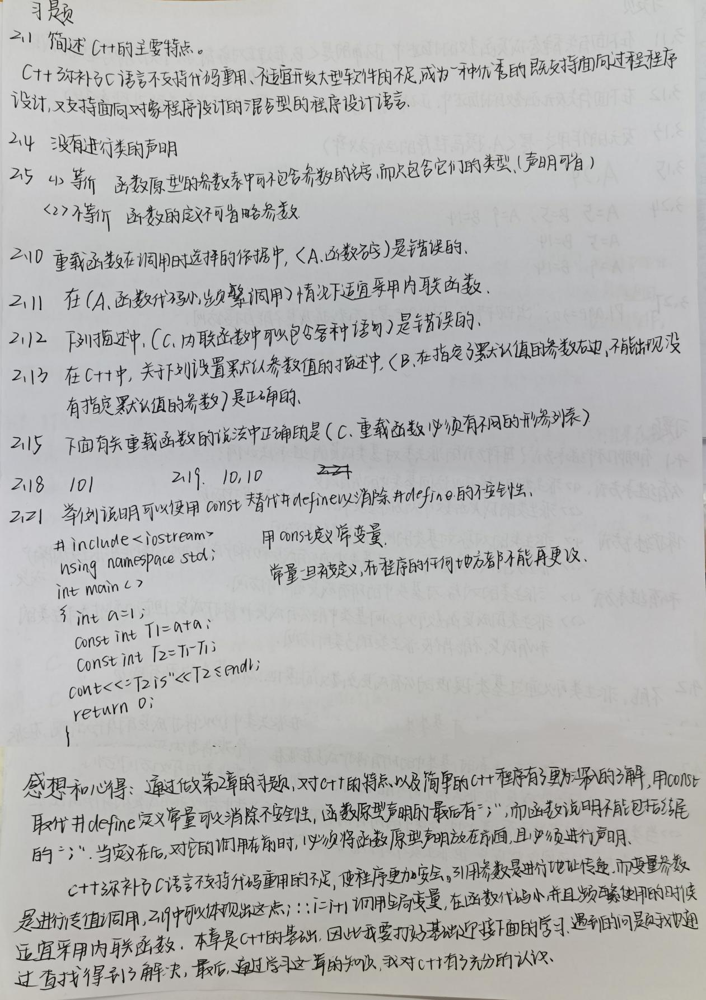 习题
2.1 简述C++的主要特点。
C++弥补了C语言不支持代码重用、不适宜开发大型软件的不足,成为一种优秀的既支持面向过程程序
设计,又支持面向对象程序设计的混合型的程序设计语言.
2.4 没有进行类的声明
2.5 <1> 等价 函数原型的参数表中可不包含参数的名字,而只包含它们的类型.(声明可省)
<2>不等价 函数的定义不可省略参数.
2.10 重载函数在调用时选择的依据中,(A.函数名字)是错误的.
2.11 在(A、函数代码小,频繁调用)情况下适宜采用内联函数.
2.12 下列描述中,(C.内联函数中可以包含各种语句)是错误的.
2.13 在C++中,关于下列设置默认参数值的描述中,(B.在指定了默认值的参数右边,不能出现没
有指定默认值的参数)是正确的.
2.15 下面有关重载函数的说法中正确的是(C.重载函数必须有不同的形参列表)
2.18 101 2.19. 10,10
2.21 举例说明可以使用const替代#define以消除#define的不安全性.
#include<iostream> 用const定义常变量.
using namespace std; 常量一旦被定义,在程序的任何地方都不能再更改.
int main()
{ int a=1;
const int T1=a+a;
const int T2=T1-T1;
cout<<=T2is"<<T2≤endl;
return 0;
}
感想和心得:通过做第2章的习题,对C++的特点以及简单的C++程序有了更为深入的了解,用const
取代#define定义常量可以消除不安全性,函数原型声明的最后有";",而函数说明不能包括结尾
的";".当定义在后,对它的调用在前时,必须将函数原型声明放在前面,且必须进行声明.
C++弥补了C语言不支持代码重用的不足,使程序更加安全。引用参数是进行地址传递.而变量参数
是进行传值调用,2.19中可以体现出这点;::i=i+1调用全局变量,在函数代码小,并且频繁使用的时候
适宜采用内联函数.本章是C++的基础,因此我要打好基础迎接下面的学习.遇到的问题我也通
过查找得到了解决,最后,通过学习这一章的知识,我对C++有了充分的认识.